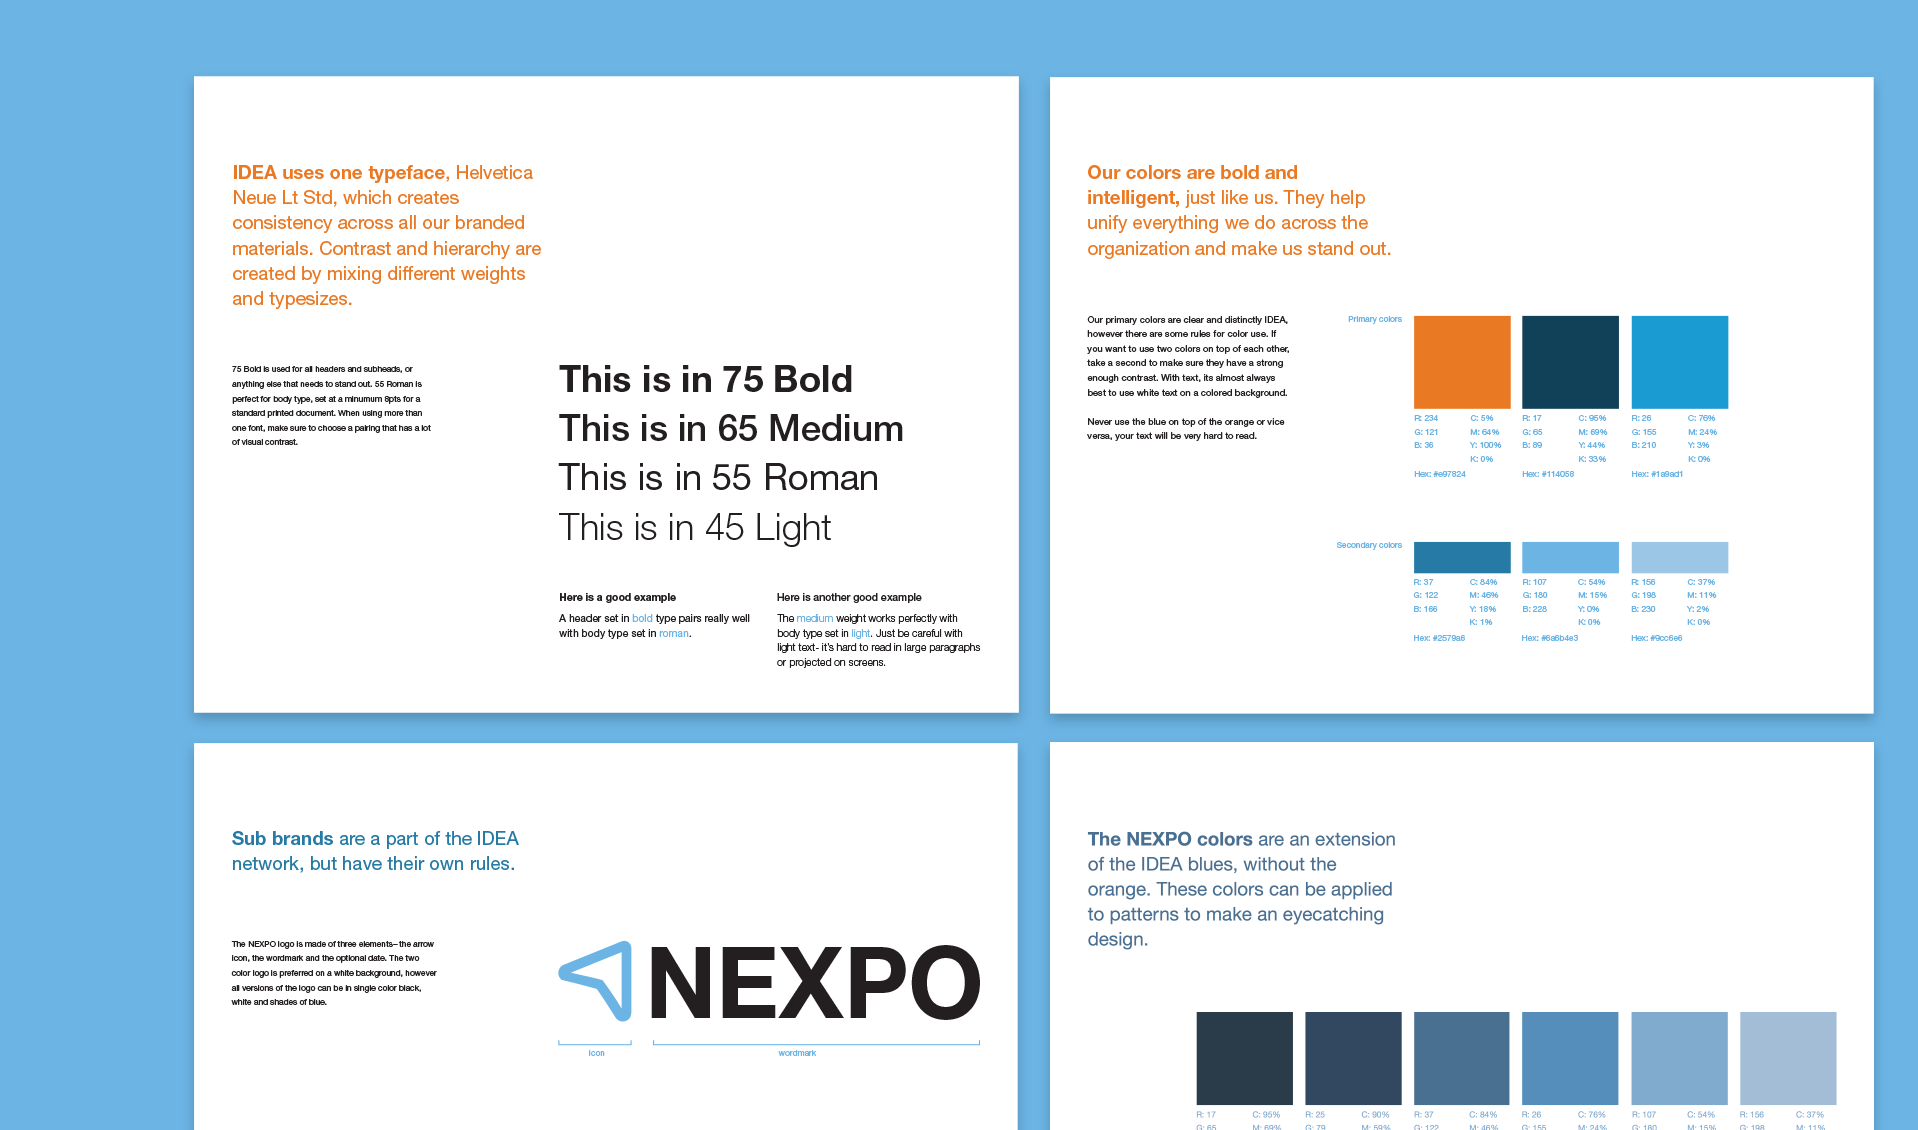 IDEA uses one typeface, Helvetica
Neue Lt Std, which creates
consistency across all our branded
materials. Contrast and hierarchy are
created by mixing different weights
and typesizes.
75 Bold is used for all headers and subheads, or
anything else that needs to stand out. 55 Roman is
perfect for body type, set at a minumum 9pts for a
standard printed document. When using more than
one font, make sure to choose a pairing that has a lot
of visual contrast.
This is in 75 Bold
This is in 65 Medium
This is in 55 Roman
This is in 45 Light
Here is a good example
A header set in bold type pairs really well
with body type set in roman.
Here is another good example
The medium weight works perfectly with
body type set in light. Just be careful with
light text- it's hard to read in large paragraphs
or projected on screens.
Our colors are bold and
intelligent, just like us. They help
unify everything we do across the
organization and make us stand out.
Our primary colors are clear and distinctly IDEA,
however there are some rules for color use. If
you want to use two colors on top of each other,
take a second to make sure they have a strong
enough contrast. With text, its almost always
best to use white text on a colored background.
Never use the blue on top of the orange or vice
versa, your text will be very hard to read.
Primary colors
R: 234 C: 5% R: 17 C: 95% R: 26 C: 76%
G: 121 M: 64% G: 65 M: 69% G: 155 M: 24%
B: 36 Y: 100% B: 89 Y: 44% B: 210 Y: 3%
K: 0% K: 33% K: 0%
Hex: #e97824 Hex: #114058 Hex: #1a9ad1
Secondary colors
R: 37 C: 84% R: 107 C: 54% R: 156 C: 37%
G: 122 M: 46% G: 180 M: 15% G: 198 M: 11%
B: 166 Y: 18% B: 228 Y: 0% B: 230 Y: 2%
K: 1% K: 0% K: 0%
Hex: #2579a6 Hex: #6a6b4e3 Hex: #9cc6e6
Sub brands are a part of the IDEA
network, but have their own rules.
The NEXPO logo is made of three elements– the arrow
icon, the wordmark and the optional date. The two
color logo is preferred on a white background, however
all versions of the logo can be in single color black,
white and shades of blue.
NEXPO
icon
wordmark
The NEXPO colors are an extension
of the IDEA blues, without the
orange. These colors can be applied
to patterns to make an eyecatching
design.
R: 17 C: 95% R: 25 C: 90% R: 37 C: 84% R: 26 C: 76% R: 107 C: 54% R: 156 C: 37%
G: 65 M: 69% G: 79 M: 59% G: 122 M: 46% G: 155 M: 24% G: 180 M: 15% G: 198 M: 11%